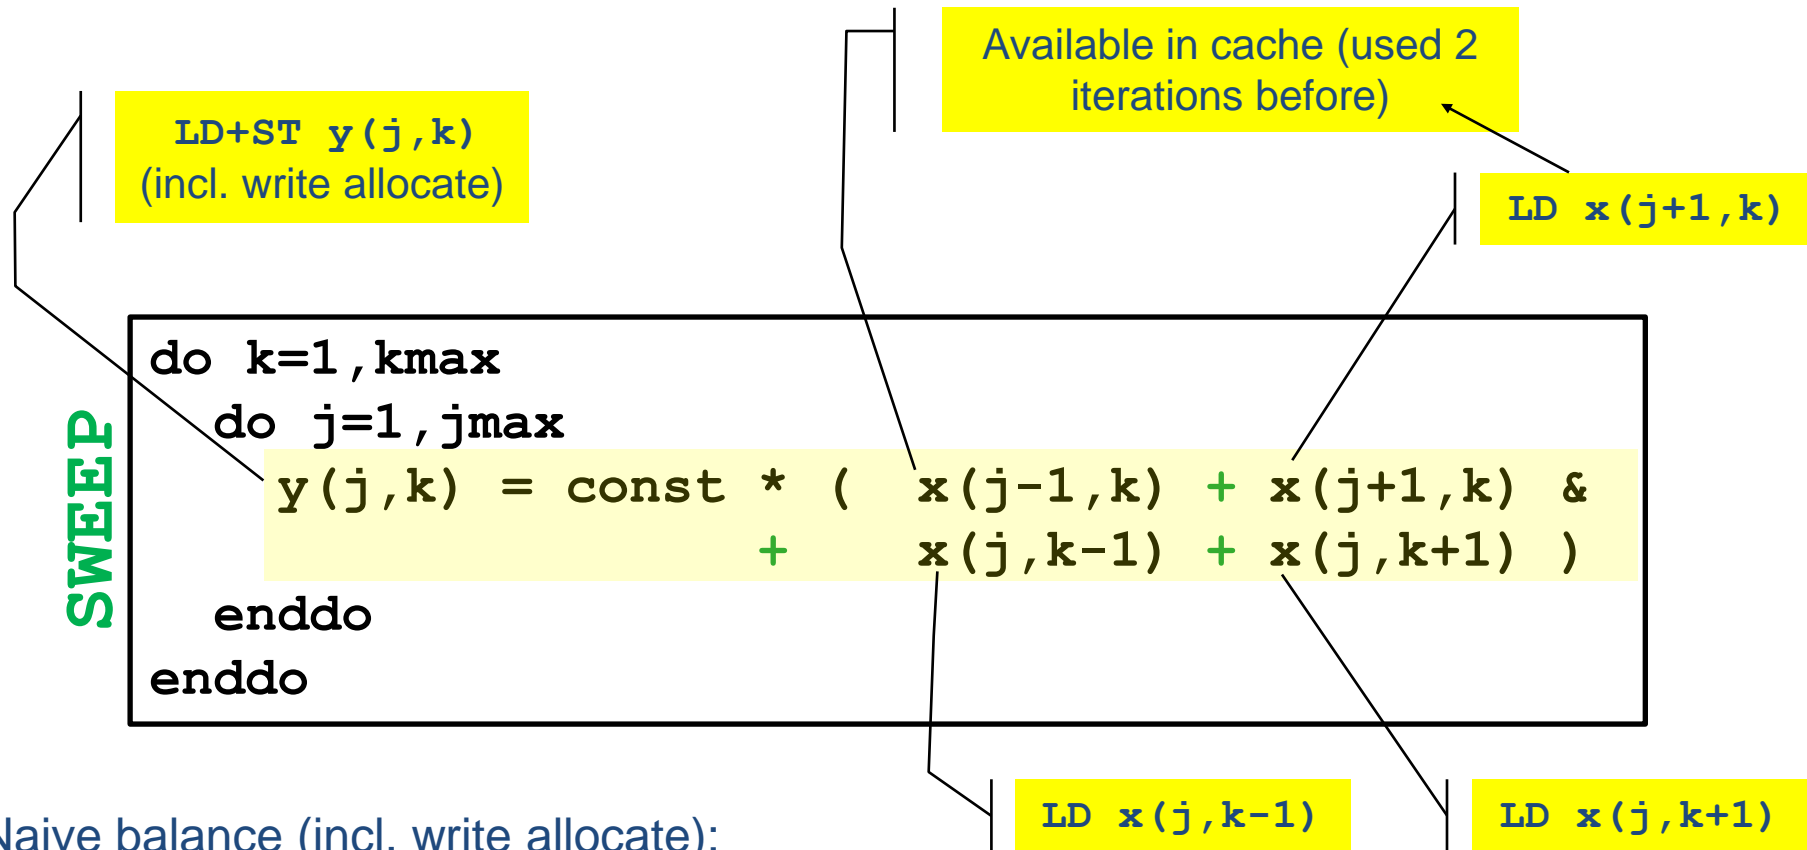 Available in cache (used 2
iterations before)
LD+ST y(j,k)
(incl. write allocate)
LD x(j+1,k)
SWEEP
do k=1,kmax
do j=1,jmax
y(j,k) = const * ( x(j-1,k) + x(j+1,k) &
+ x(j,k-1) + x(j,k+1) )
enddo
enddo
LD x(j,k-1)
LD x(j,k+1)
Naive balance (incl. write allocate):